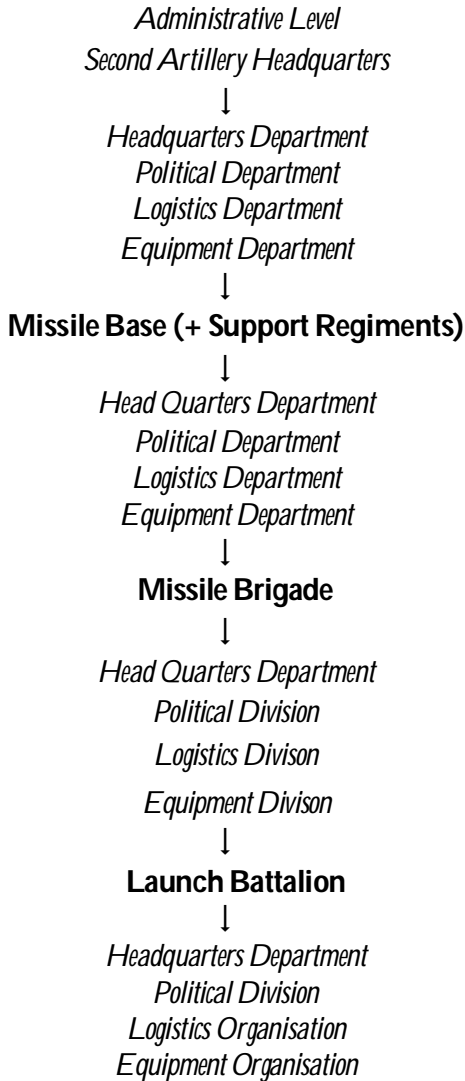 Administrative Level
Second Artillery Headquarters
↓
Headquarters Department
Political Department
Logistics Department
Equipment Department
↓
Missile Base (+ Support Regiments)
↓
Head Quarters Department
Political Department
Logistics Department
Equipment Department
↓
Missile Brigade
↓
Head Quarters Department
Political Division
Logistics Divison
Equipment Divison
↓
Launch Battalion
↓
Headquarters Department
Political Division
Logistics Organisation
Equipment Organisation